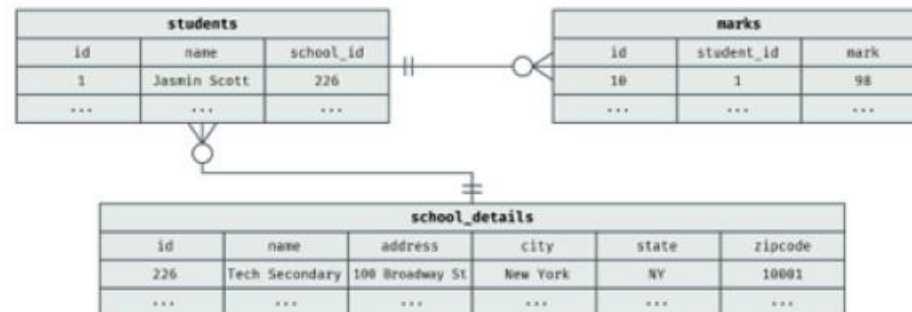 students
id name school_id
1 Jasmin Scott 226
... ... ...
marks
id student_id mark
10 1 98
... ... ...
school_details
id name address city state zipcode
226 Tech Secondary 100 Broadway St New York NY 10001
... ... ... ... ... ...